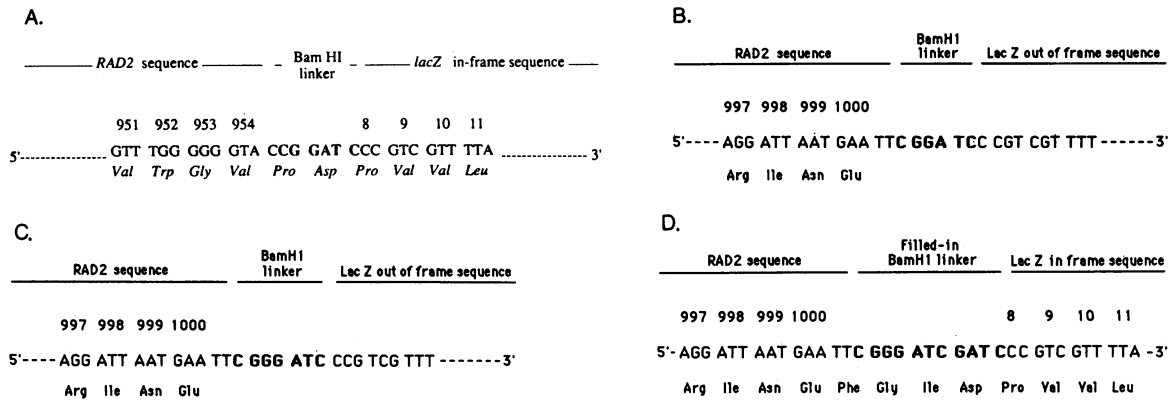 A.
RAD2 sequence Bam HI linker lacZ in-frame sequence
951 952 953 954 8 9 10 11
5' GTT TGG GGG GTA CCG GAT CCC GTC GTT TTA 3'
Val Trp Gly Val Pro Asp Pro Val Val Leu
B.
RAD2 sequence BamH1 linker Lac Z out of frame sequence
997 998 999 1000
5'----- AGG ATT AAT GAA TTC GGA TCC CGT CGT TTT ------3'
Arg Ile Asn Glu
C.
RAD2 sequence BamH1 linker Lac Z out of frame sequence
997 998 999 1000
5'----- AGG ATT AAT GAA TTC GGG ATC CCG TCG TTT -------3'
Arg Ile Asn Glu
D.
RAD2 sequence Filled-in BamH1 linker Lac Z in frame sequence
997 998 999 1000 8 9 10 11
5'- AGG ATT AAT GAA TTC GGG ATC GAT CCC GTC GTT TTA -3'
Arg Ile Asn Glu Phe Gly Ile Asp Pro Val Val Leu